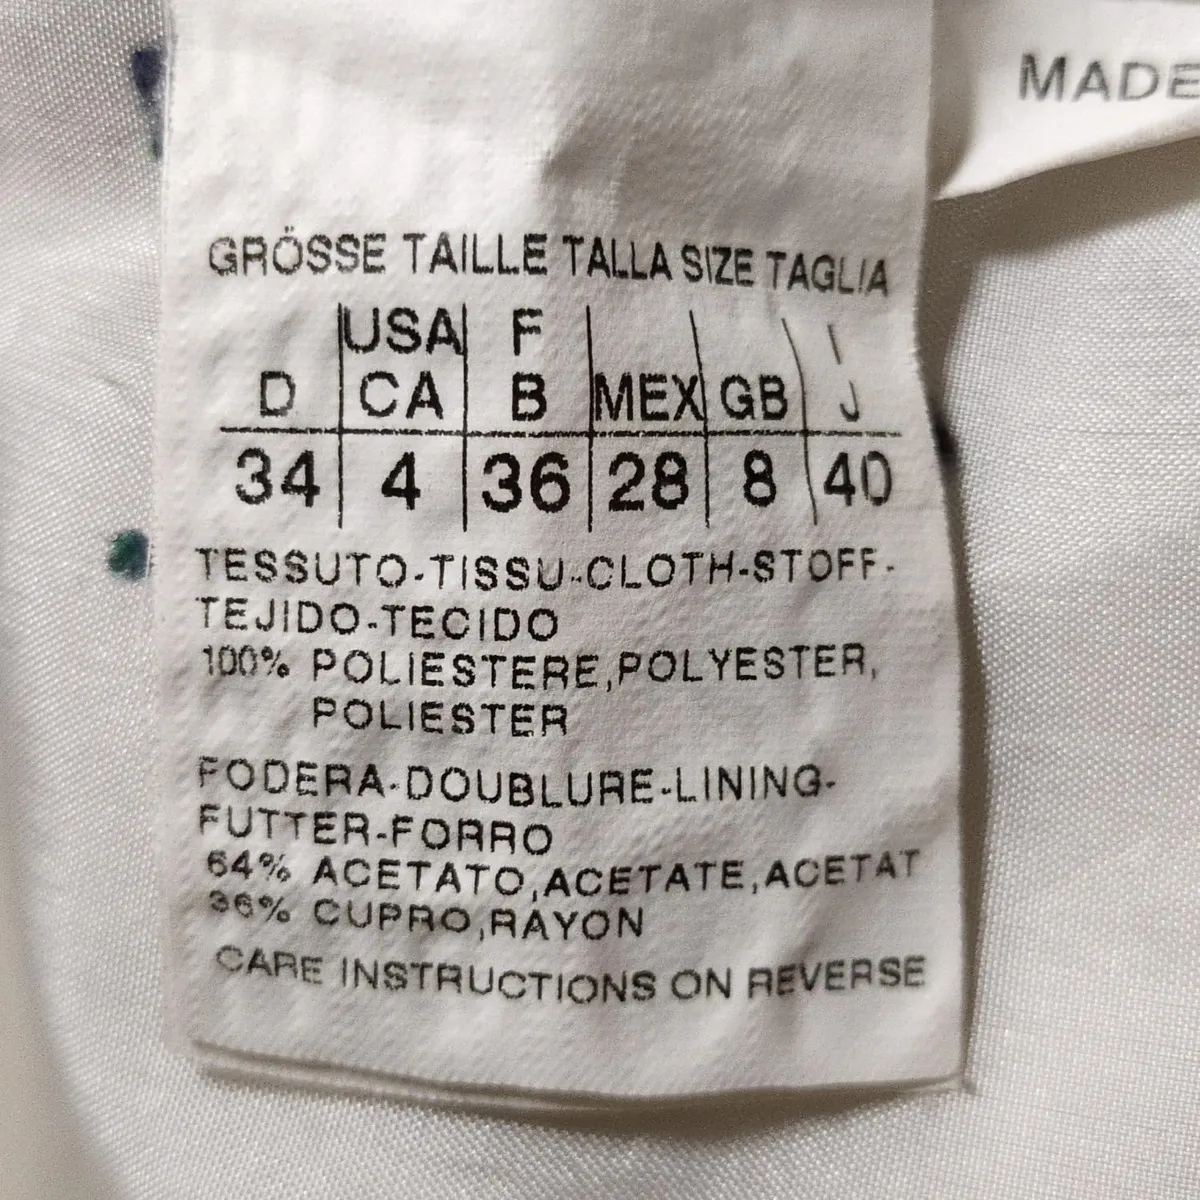 MADE
GRÖSSE TAILLE TALLA SIZE TAGLIA
USA F I
D CA B MEX GB J
34 4 36 28 8 40
TESSUTO-TISSU-CLOTH-STOFF-
TEJIDO-TECIDO
100% POLIESTERE,POLYESTER,
POLIESTER
FODERA-DOUBLURE-LINING-
FUTTER-FORRO
64% ACETATO,ACETATE,ACETAT
36% CUPRO,RAYON
CARE INSTRUCTIONS ON REVERSE